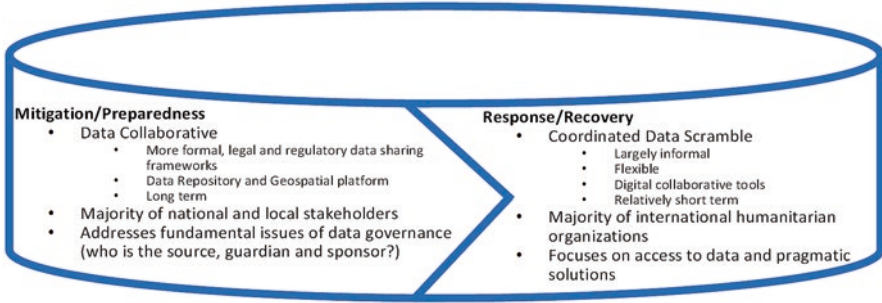 Mitigation/Preparedness
• Data Collaborative
• More formal, legal and regulatory data sharing
frameworks
• Data Repository and Geospatial platform
• Long term
• Majority of national and local stakeholders
• Addresses fundamental issues of data governance
(who is the source, guardian and sponsor?)
Response/Recovery
• Coordinated Data Scramble
• Largely informal
• Flexible
• Digital collaborative tools
• Relatively short term
• Majority of international humanitarian
organizations
• Focuses on access to data and pragmatic
solutions